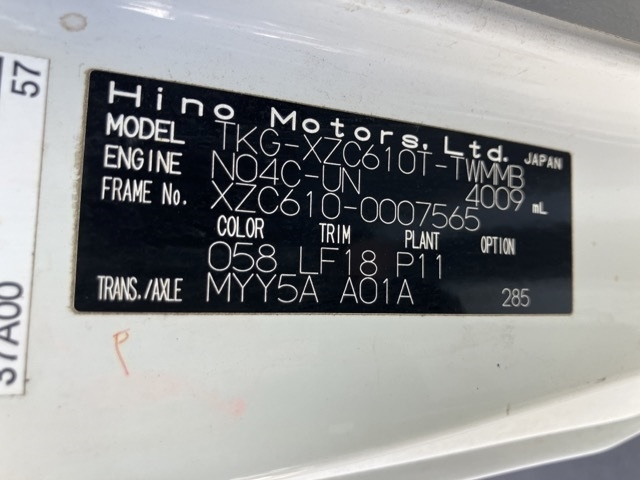 Hino Motors, Ltd. JAPAN
MODEL TKG-XZC610T-TWMMB
ENGINE N04C-UN 4009 mL
FRAME No. XZC610-0007565
COLOR TRIM PLANT OPTION
058 LF18 P11
TRANS./AXLE MYY5A A01A 285
57
37A00
P